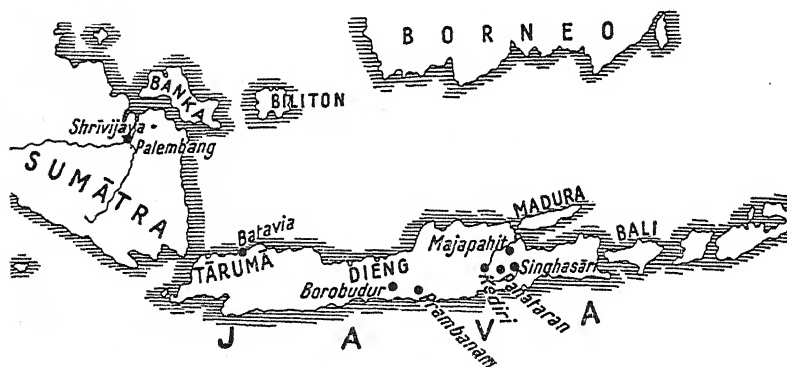 BORNEO
BANKA
BILITON
Shrīvijaya
Palembang
SUMĀTRA
MADURA
Batavia
Majapahit
BALI
TĀRUMĀ
DIENG
Singhasāri
Borobudur
Prambanam
Kediri
Panataran
J A V A